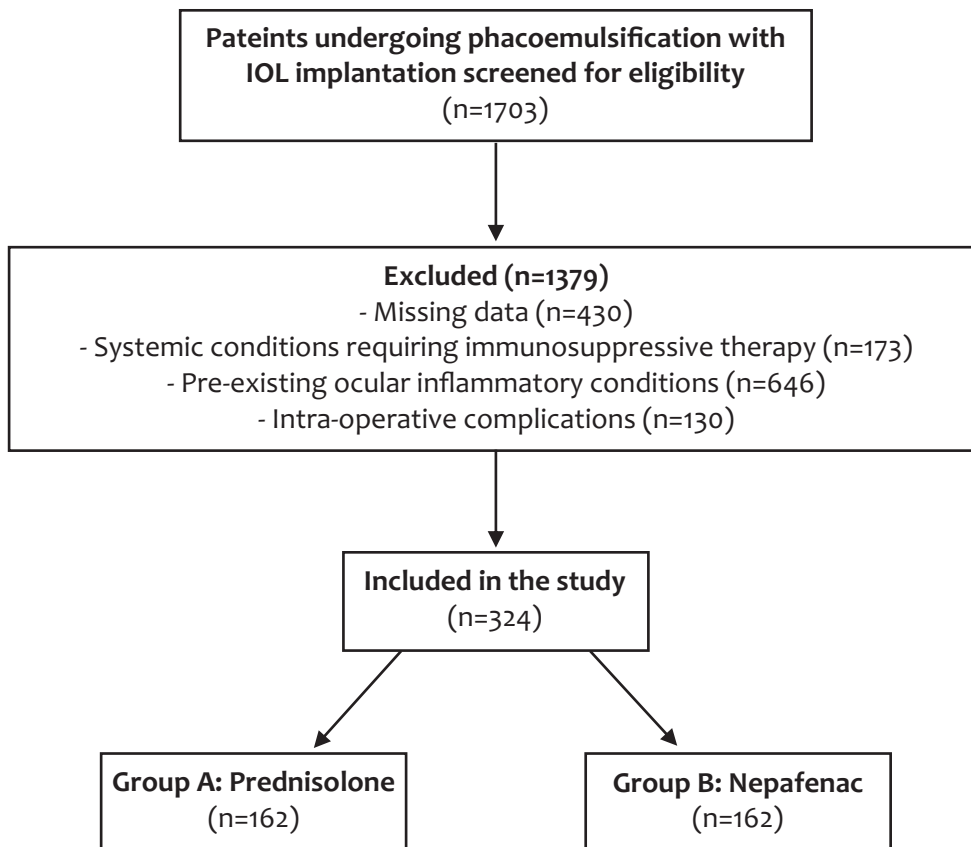 Pateints undergoing phacoemulsification with
IOL implantation screened for eligibility
(n=1703)
Excluded (n=1379)
- Missing data (n=430)
- Systemic conditions requiring immunosuppressive therapy (n=173)
- Pre-existing ocular inflammatory conditions (n=646)
- Intra-operative complications (n=130)
Included in the study
(n=324)
Group A: Prednisolone
(n=162)
Group B: Nepafenac
(n=162)